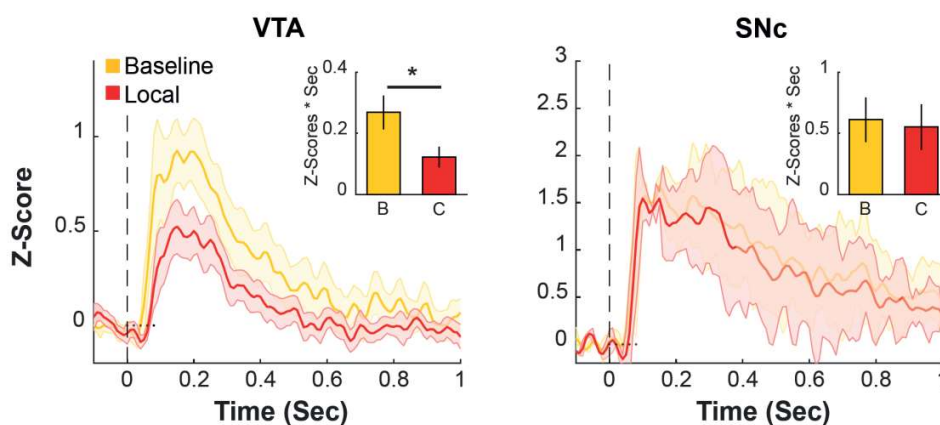 VTA
Baseline
Local
Z-Score
1
0.5
0
0 0.2 0.4 0.6 0.8 1
Time (Sec)
Z-Scores * Sec
0.4
0.2
0
*
B C
SNc
3
2.5
2
1.5
1
0.5
0
0 0.2 0.4 0.6 0.8 1
Time (Sec)
Z-Scores * Sec
1
0.5
0
B C